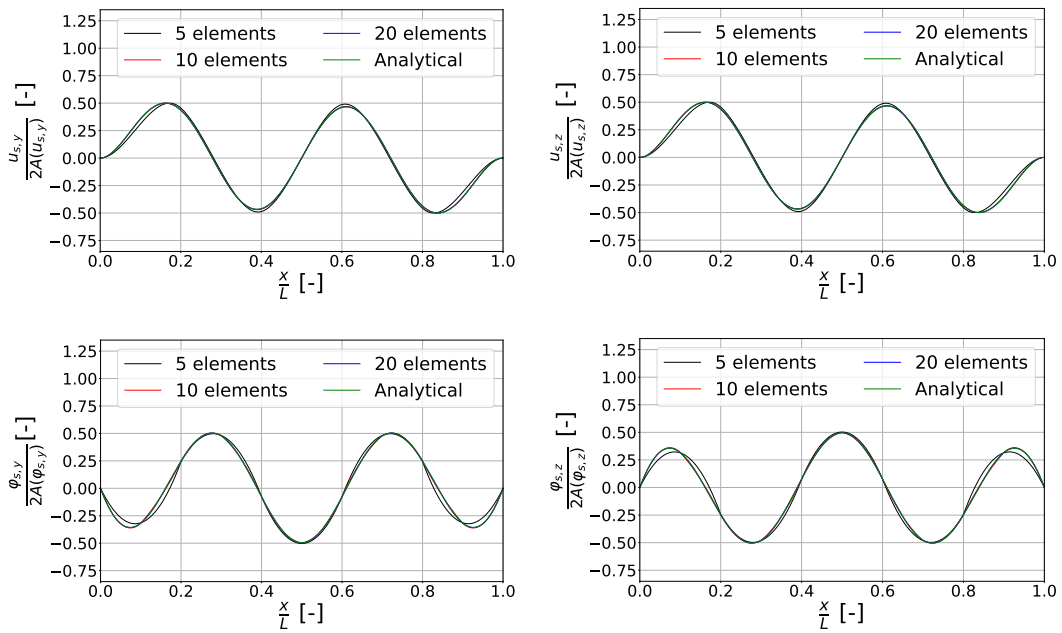 1.25
1.00
0.75
0.50
0.25
0.00
−0.25
−0.50
−0.75
u_{s,y}
2A(u_{s,y})
[-]
5 elements
10 elements
20 elements
Analytical
0.0 0.2 0.4 0.6 0.8 1.0
x
L
[-]
1.25
1.00
0.75
0.50
0.25
0.00
−0.25
−0.50
−0.75
u_{s,z}
2A(u_{s,z})
[-]
5 elements
10 elements
20 elements
Analytical
0.0 0.2 0.4 0.6 0.8 1.0
x
L
[-]
1.25
1.00
0.75
0.50
0.25
0.00
−0.25
−0.50
−0.75
φ_{s,y}
2A(φ_{s,y})
[-]
5 elements
10 elements
20 elements
Analytical
0.0 0.2 0.4 0.6 0.8 1.0
x
L
[-]
1.25
1.00
0.75
0.50
0.25
0.00
−0.25
−0.50
−0.75
φ_{s,z}
2A(φ_{s,z})
[-]
5 elements
10 elements
20 elements
Analytical
0.0 0.2 0.4 0.6 0.8 1.0
x
L
[-]